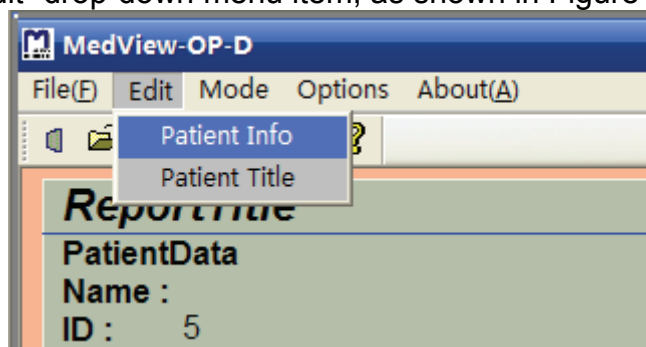 drop-down menu item, as shown in Figure
MedView-OP-D
File(F) Edit Mode Options About(A)
Patient Info
Patient Title
ReportTitle
PatientData
Name :
ID : 5